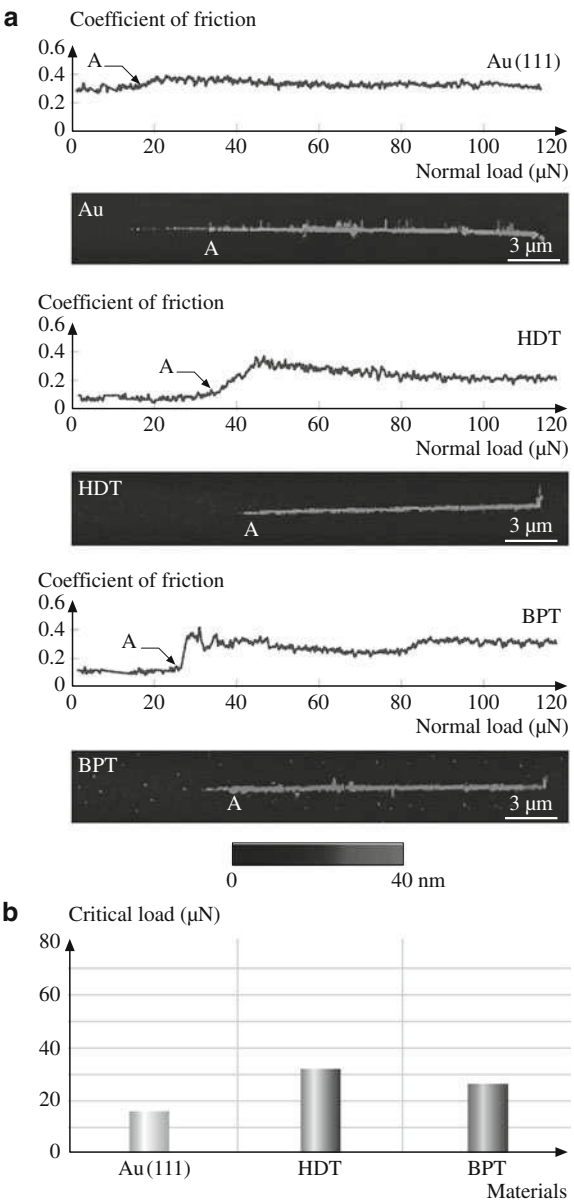 a
Coefficient of friction
0.6
0.4
0.2
0
A
Au (111)
0 20 40 60 80 100 120
Normal load (µN)
Au
A
3 µm
Coefficient of friction
0.6
0.4
0.2
0
A
HDT
0 20 40 60 80 100 120
Normal load (µN)
HDT
A
3 µm
Coefficient of friction
0.6
0.4
0.2
0
A
BPT
0 20 40 60 80 100 120
Normal load (µN)
BPT
A
3 µm
0 40 nm
b
Critical load (µN)
80
60
40
20
0
Au (111) HDT BPT
Materials